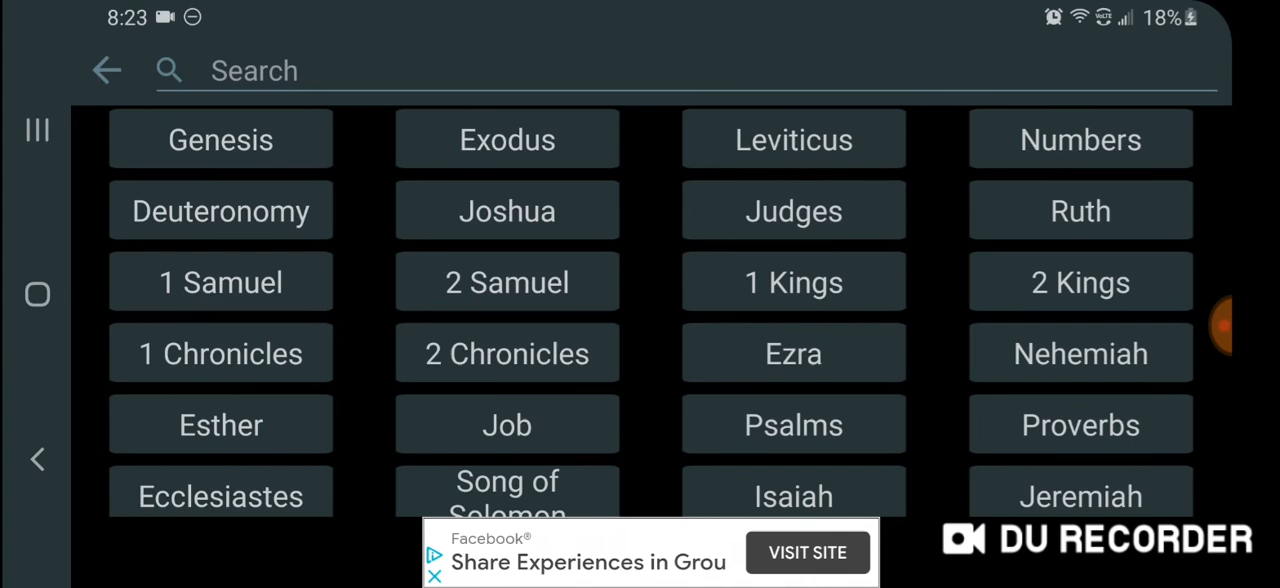 8:23
VoLTE
18%
Search
Genesis
Exodus
Leviticus
Numbers
Deuteronomy
Joshua
Judges
Ruth
1 Samuel
2 Samuel
1 Kings
2 Kings
1 Chronicles
2 Chronicles
Ezra
Nehemiah
Esther
Job
Psalms
Proverbs
Ecclesiastes
Song of
Solomon
Isaiah
Jeremiah
Facebook®
Share Experiences in Grou
VISIT SITE
DU RECORDER